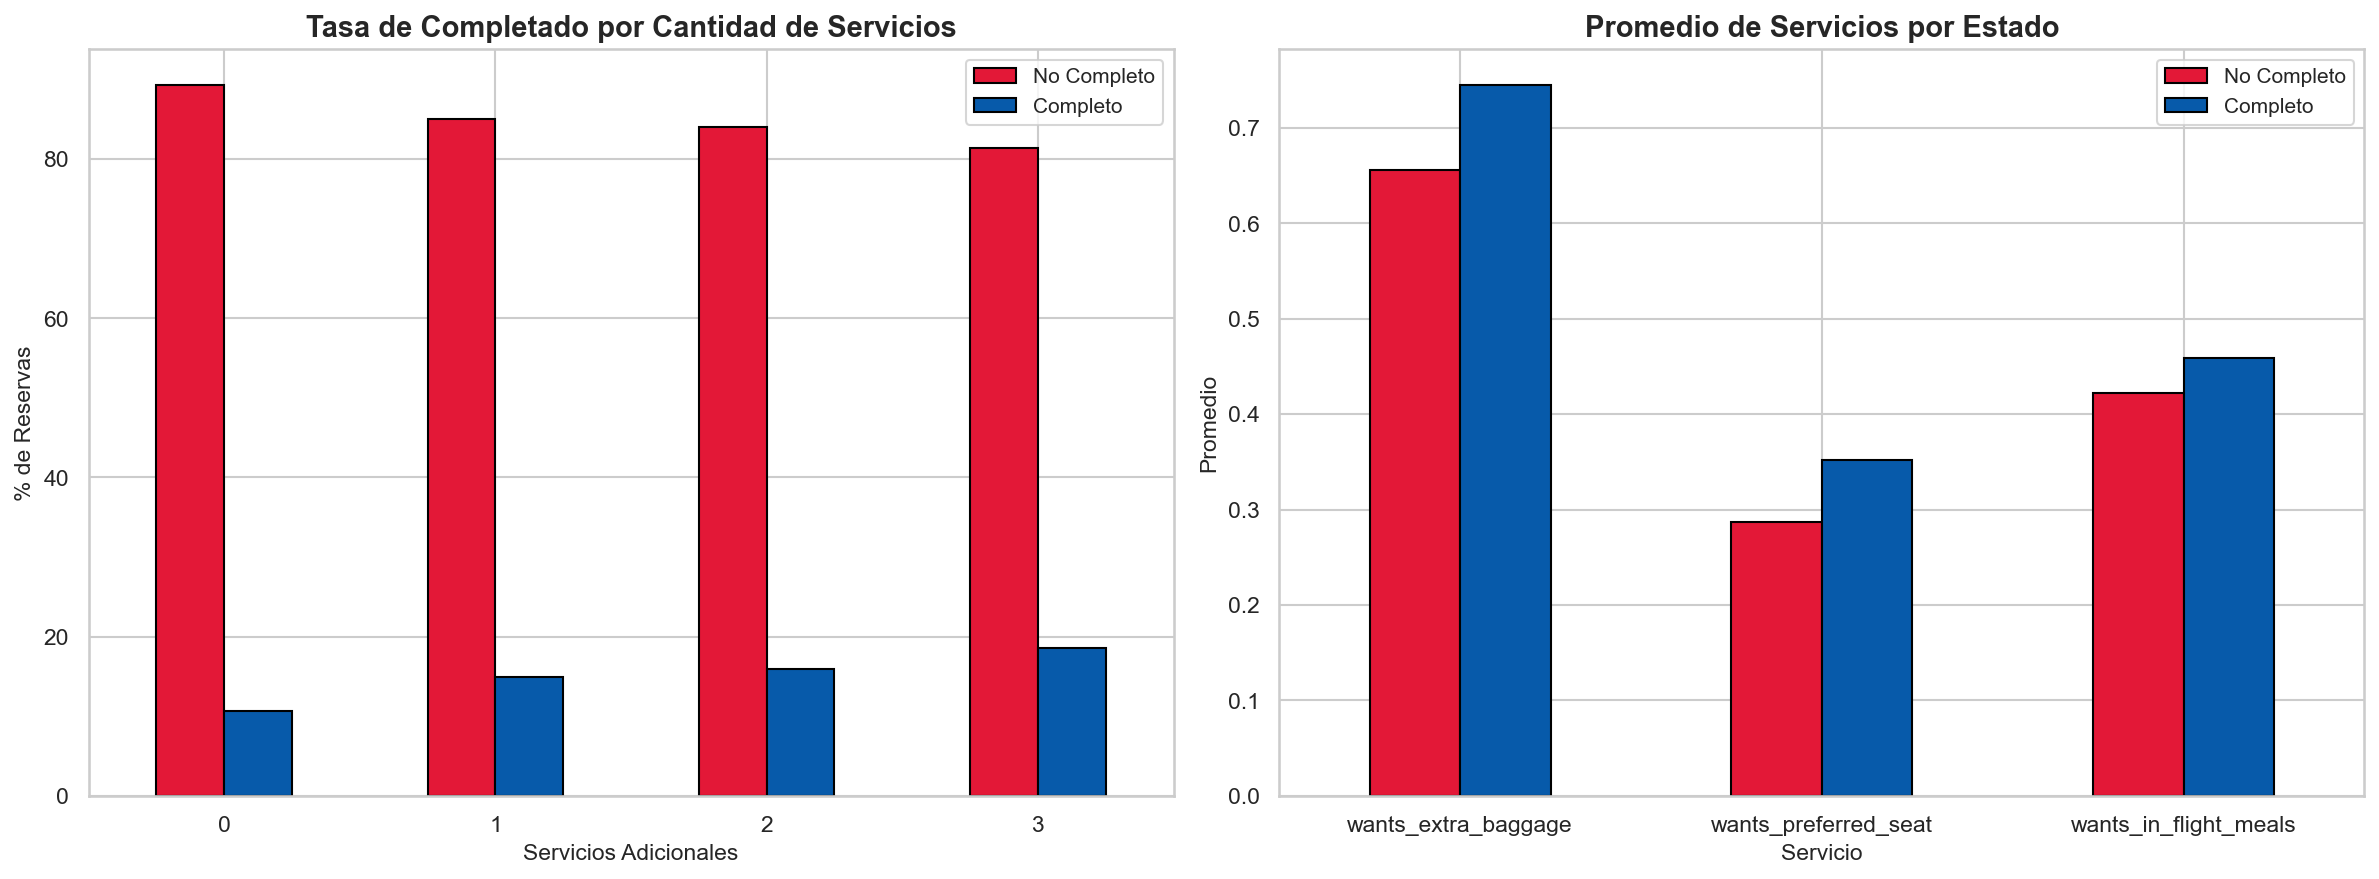 Tasa de Completado por Cantidad de Servicios
No Completo
Completo
% de Reservas
80
60
40
20
0
0 1 2 3
Servicios Adicionales
Promedio de Servicios por Estado
No Completo
Completo
Promedio
0.7
0.6
0.5
0.4
0.3
0.2
0.1
0.0
wants_extra_baggage wants_preferred_seat wants_in_flight_meals
Servicio